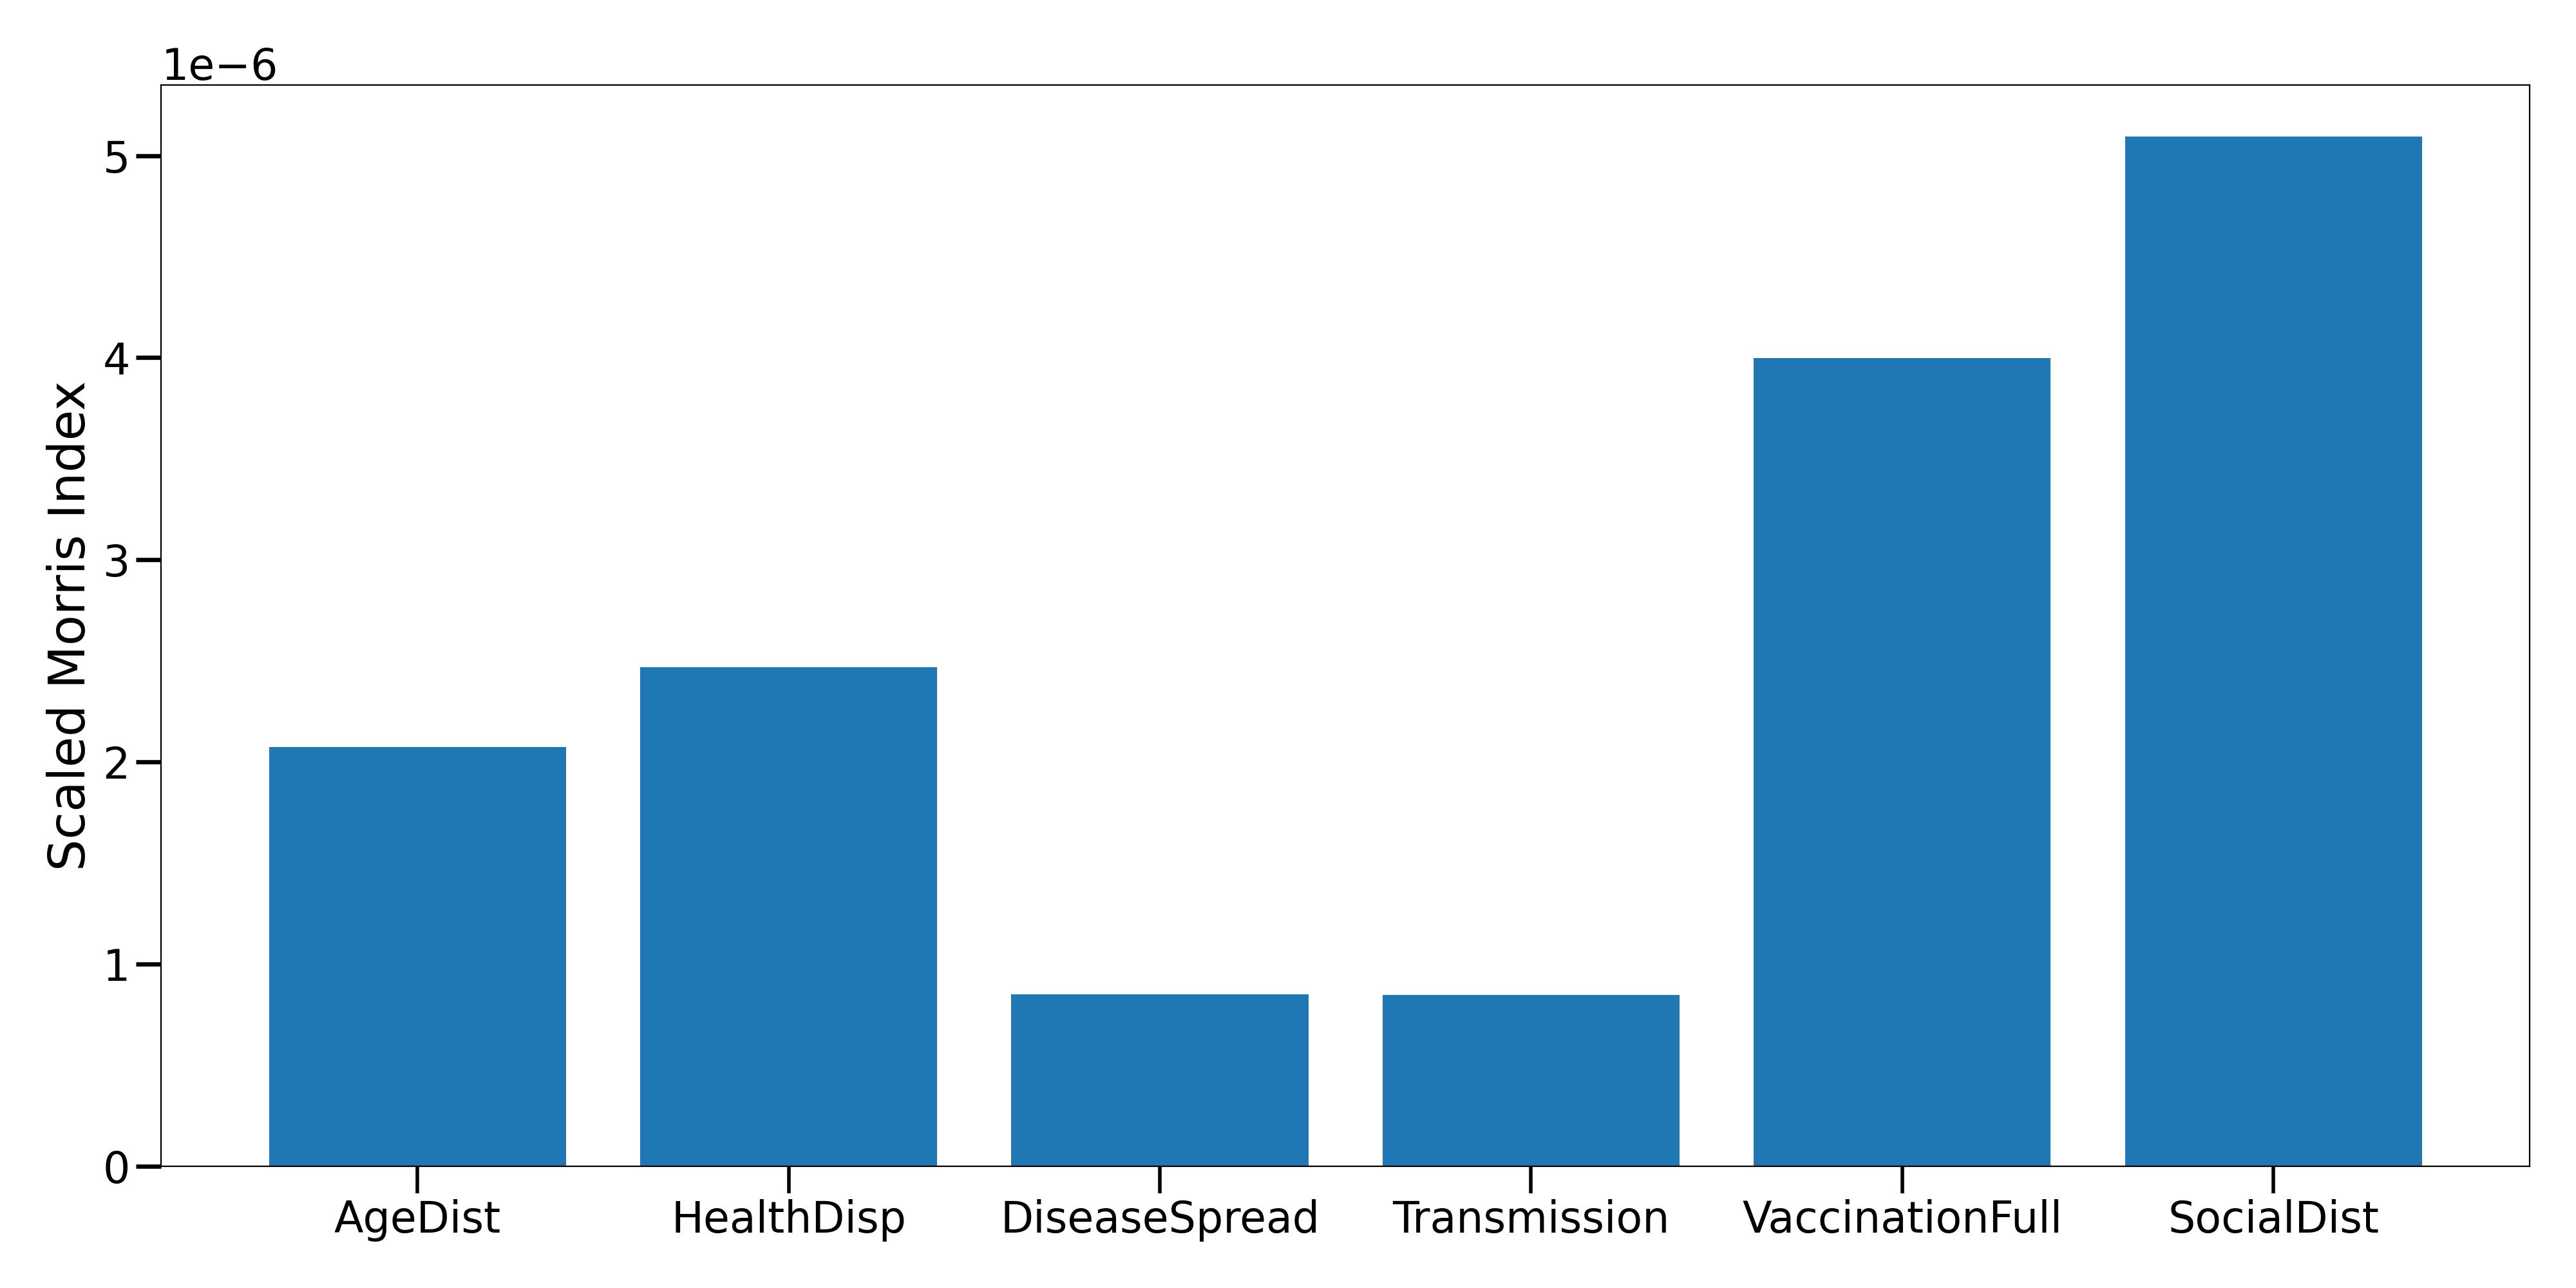 1e−6
Scaled Morris Index
5
4
3
2
1
0
AgeDist HealthDisp DiseaseSpread Transmission VaccinationFull SocialDist